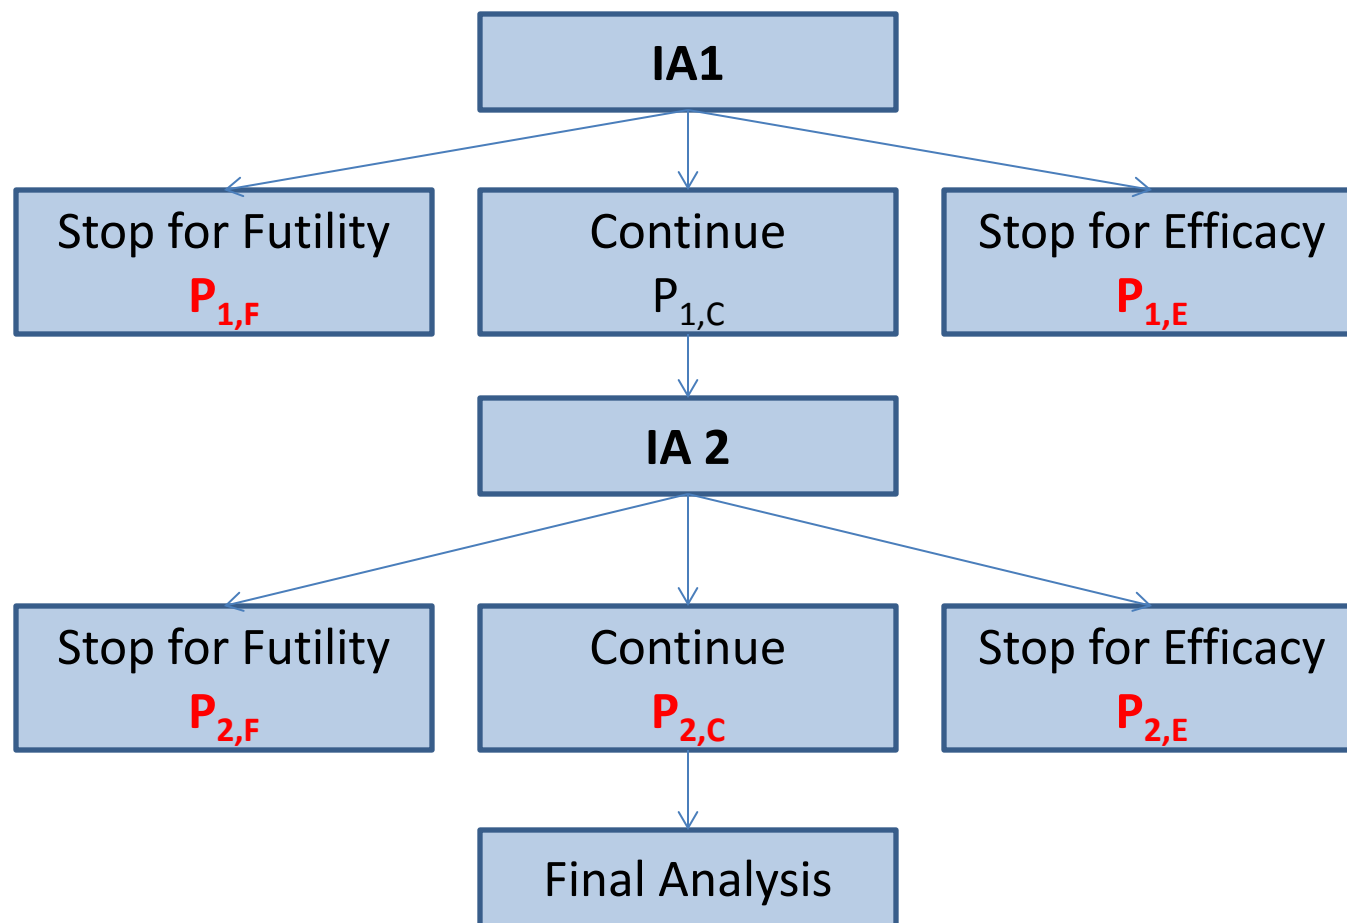 IA1
Stop for Futility
P1,F
Continue
P1,C
Stop for Efficacy
P1,E
IA 2
Stop for Futility
P2,F
Continue
P2,C
Stop for Efficacy
P2,E
Final Analysis